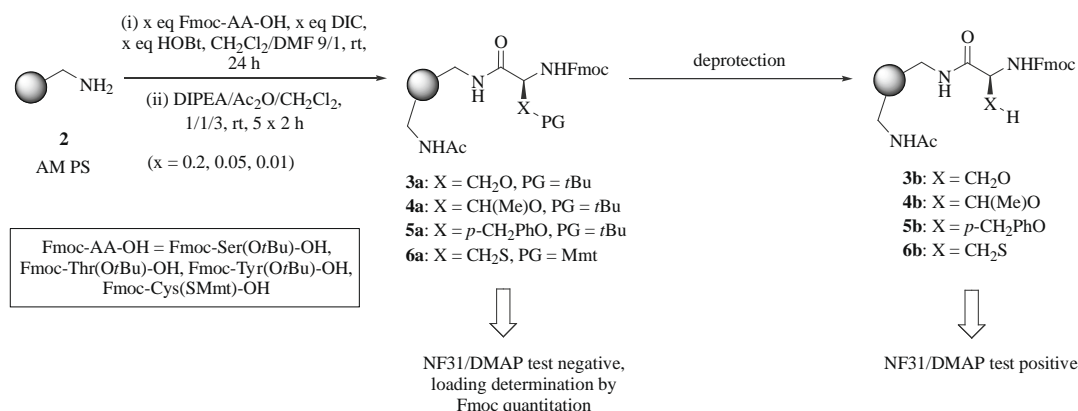 (i) x eq Fmoc-AA-OH, x eq DIC,
x eq HOBt, CH2Cl2/DMF 9/1, rt,
24 h
(ii) DIPEA/Ac2O/CH2Cl2,
1/1/3, rt, 5 x 2 h
(x = 0.2, 0.05, 0.01)
NH2
2
AM PS
O
N
H
NHFmoc
X
PG
NHAc
3a: X = CH2O, PG = tBu
4a: X = CH(Me)O, PG = tBu
5a: X = p-CH2PhO, PG = tBu
6a: X = CH2S, PG = Mmt
deprotection
O
N
H
NHFmoc
X
H
NHAc
3b: X = CH2O
4b: X = CH(Me)O
5b: X = p-CH2PhO
6b: X = CH2S
Fmoc-AA-OH = Fmoc-Ser(OtBu)-OH,
Fmoc-Thr(OtBu)-OH, Fmoc-Tyr(OtBu)-OH,
Fmoc-Cys(SMmt)-OH
NF31/DMAP test negative,
loading determination by
Fmoc quantitation
NF31/DMAP test positive